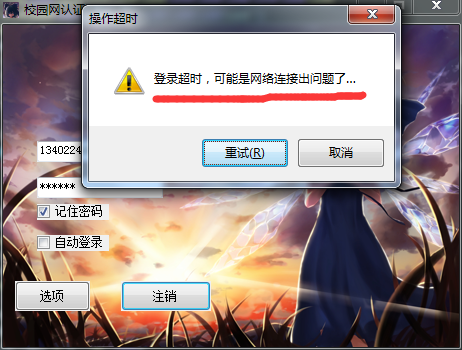 校园网认证
操作超时
登录超时，可能是网络连接出问题了...
重试(R)
取消
1340224
******
记住密码
自动登录
选项
注销